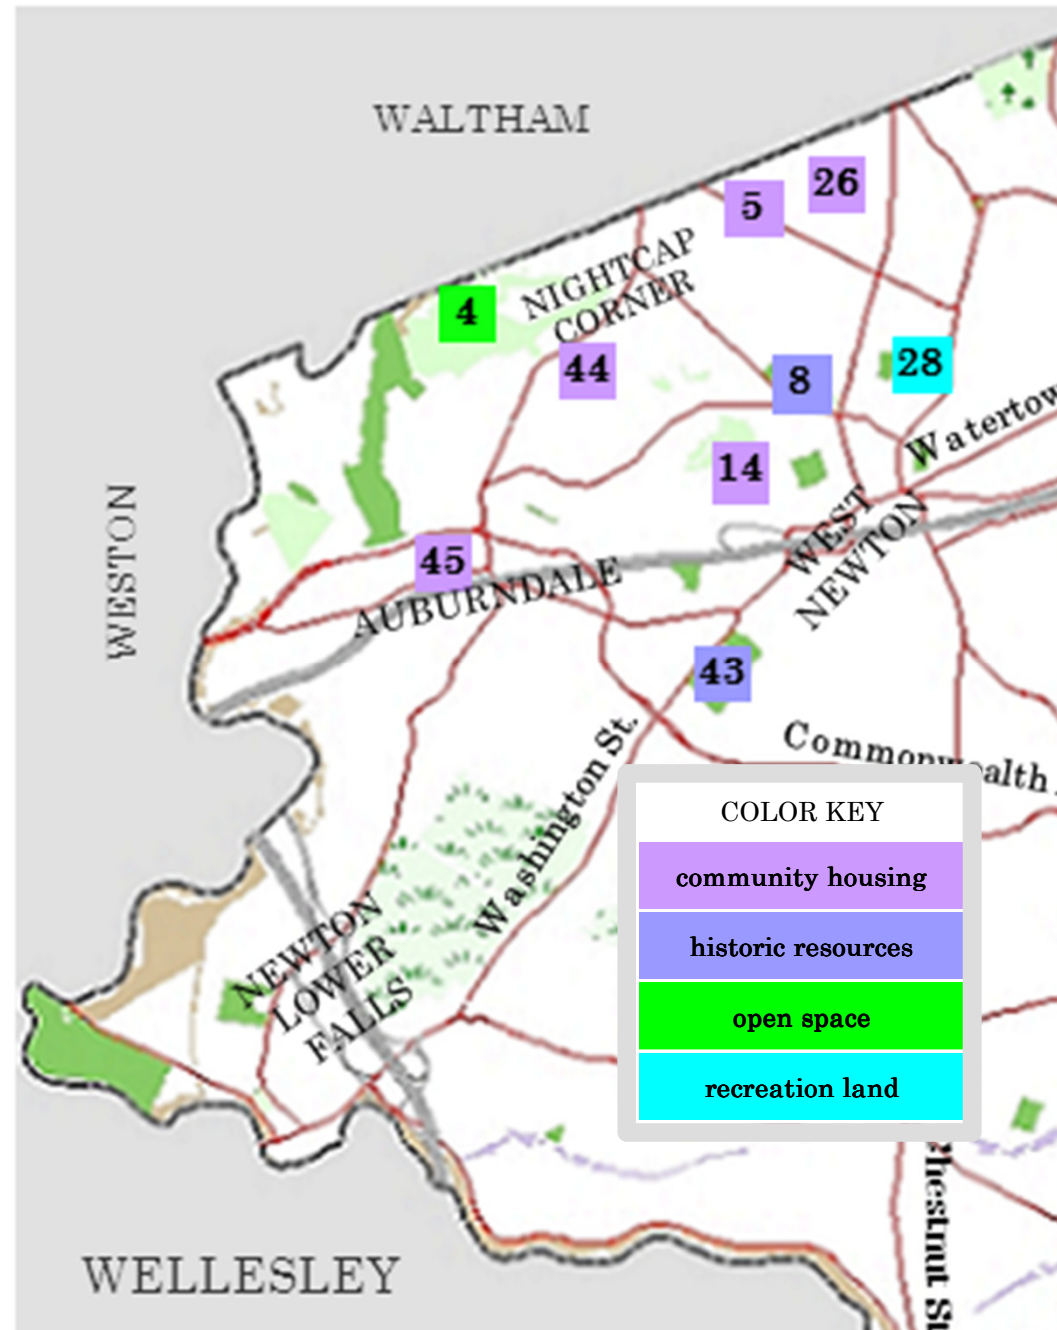 WALTHAM
26
5
NIGHTCAP
CORNER
4
44
8
28
Watertow
14
WEST
NEWTON
WESTON
45
AUBURNDALE
43
Washington St.
Commonwealth
COLOR KEY
community housing
historic resources
open space
recreation land
NEWTON
LOWER
FALLS
hestnut St
WELLESLEY